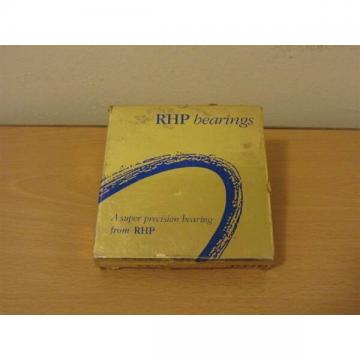 RHP bearings
A super precision bearing
from RHP